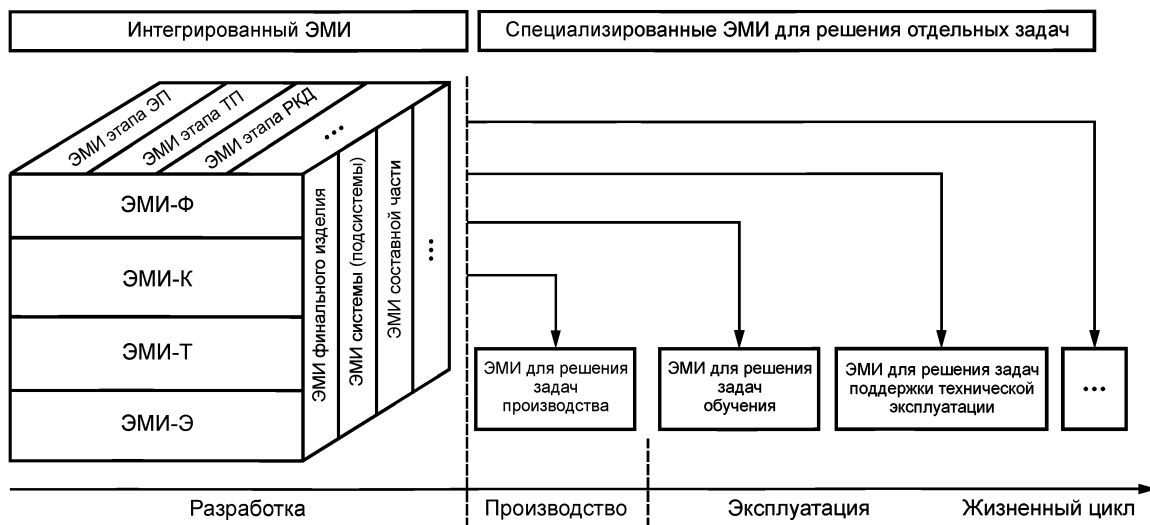 Интегрированный ЭМИ
Специализированные ЭМИ для решения отдельных задач
ЭМИ этапа ЭП
ЭМИ этапа ТП
ЭМИ этапа РКД
...
ЭМИ-Ф
ЭМИ-К
ЭМИ-Т
ЭМИ-Э
ЭМИ финального изделия
ЭМИ системы (подсистемы)
ЭМИ составной части
...
ЭМИ для решения
задач
производства
ЭМИ для решения
задач
обучения
ЭМИ для решения задач
поддержки технической
эксплуатации
...
Разработка
Производство
Эксплуатация
Жизненный цикл